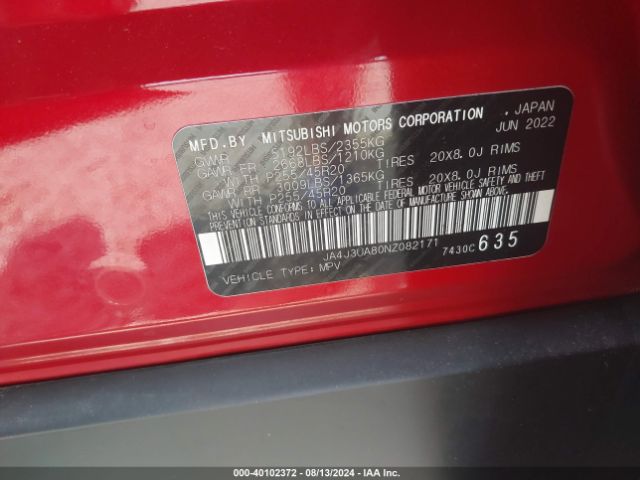 MFD.BY MITSUBISHI MOTORS CORPORATION , JAPAN
JUN 2022
GVWR 5192LBS/2355KG
GAWR FR 2668LBS/1210KG
WITH P255/45R20 TIRES 20X8.0J RIMS
GAWR RR 3009LBS/1365KG
WITH P255/45R20 TIRES 20X8.0J RIMS
THIS VEHICLE CONFORMS TO ALL APPLICABLE FEDERAL MOTOR VEHICLE SAFETY AND THEFT PREVENTION STANDARDS IN EFFECT ON THE DATE OF MANUFACTURE SHOWN ABOVE.
JA4J3UA80NZ082171 7430C 635
VEHICLE TYPE: MPV
000-40102372 - 08/13/2024 - IAA Auctions